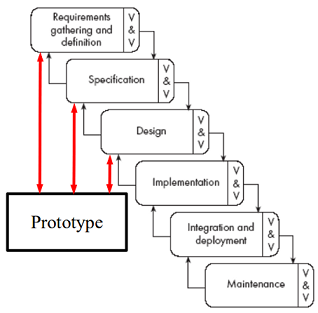 Requirements
gathering and
definition
V
&
V
Specification
V
&
V
Design
V
&
V
Implementation
V
&
V
Prototype
Integration and
deployment
V
&
V
Maintenance
V
&
V